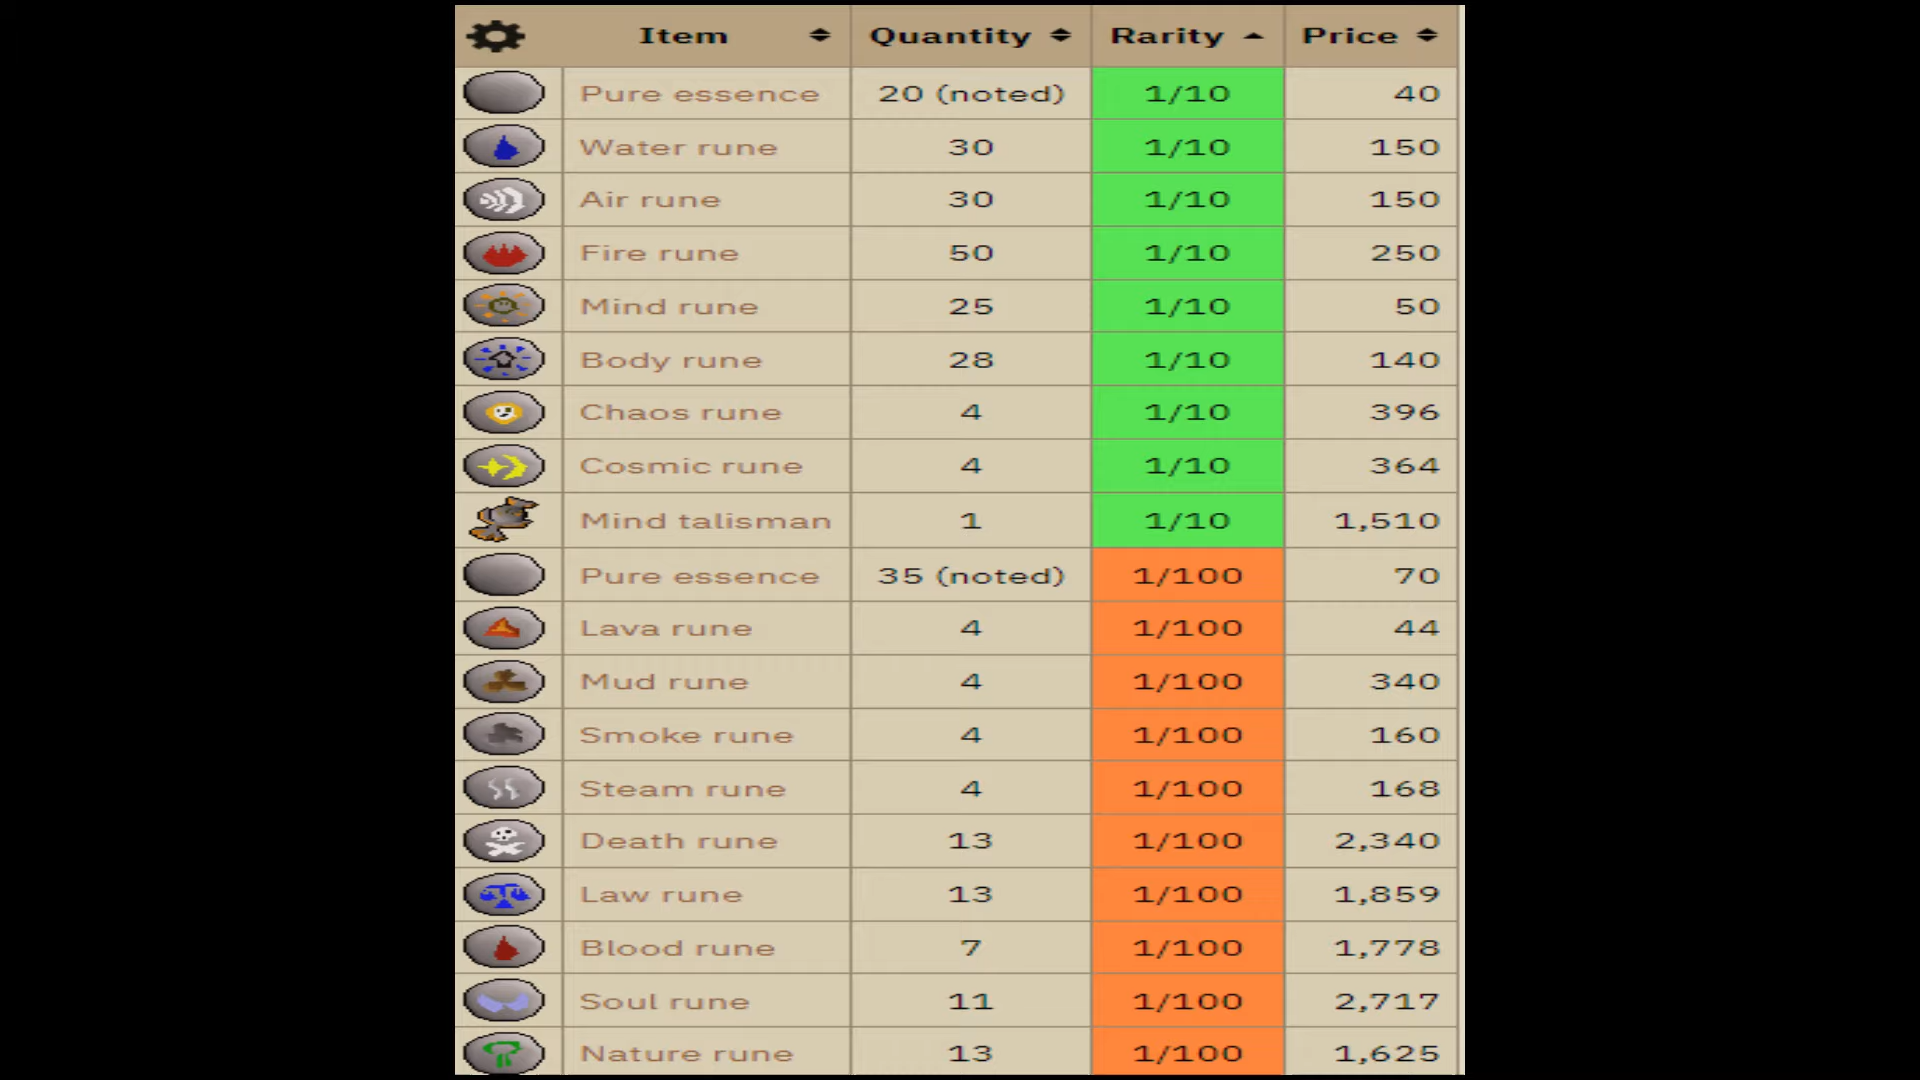 Item Quantity Rarity Price
Pure essence 20 (noted) 1/10 40
Water rune 30 1/10 150
Air rune 30 1/10 150
Fire rune 50 1/10 250
Mind rune 25 1/10 50
Body rune 28 1/10 140
Chaos rune 4 1/10 396
Cosmic rune 4 1/10 364
Mind talisman 1 1/10 1,510
Pure essence 35 (noted) 1/100 70
Lava rune 4 1/100 44
Mud rune 4 1/100 340
Smoke rune 4 1/100 160
Steam rune 4 1/100 168
Death rune 13 1/100 2,340
Law rune 13 1/100 1,859
Blood rune 7 1/100 1,778
Soul rune 11 1/100 2,717
Nature rune 13 1/100 1,625